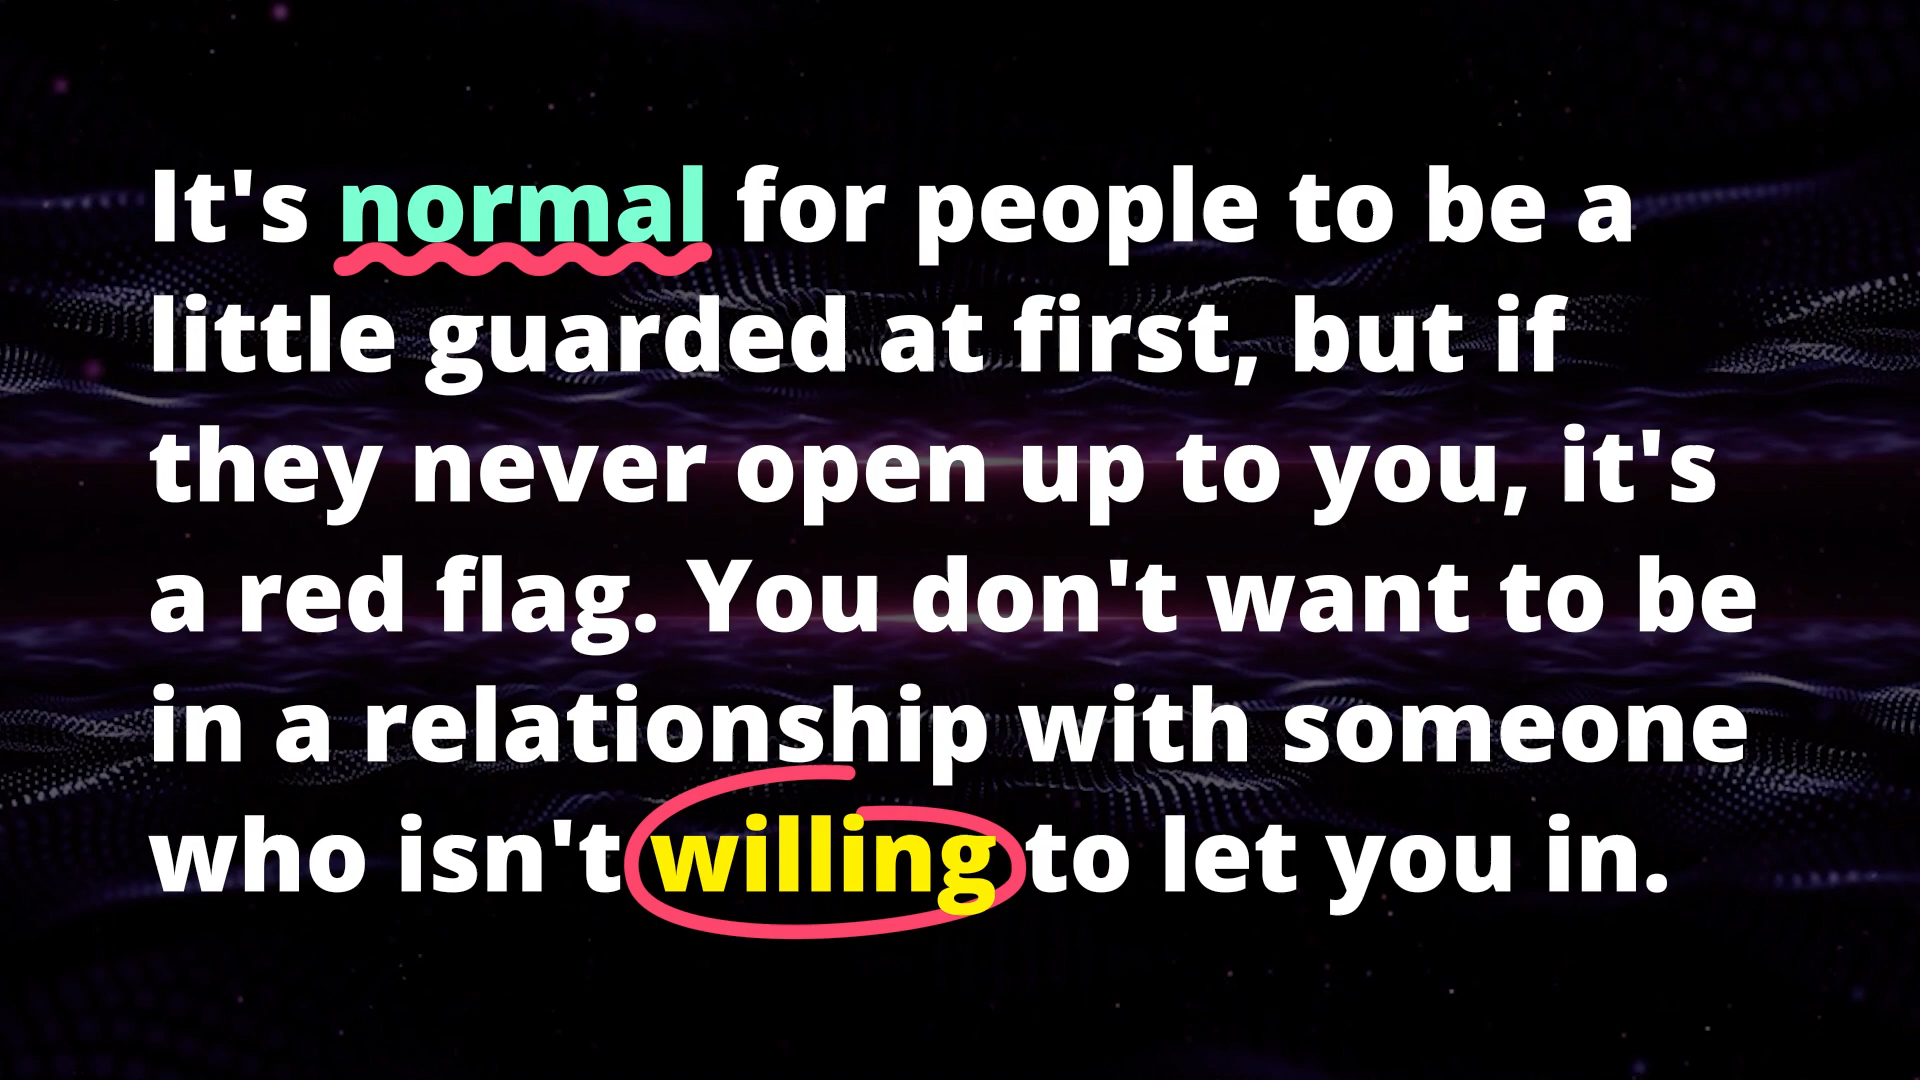 It's normal for people to be a
little guarded at first, but if
they never open up to you, it's
a red flag. You don't want to be
in a relationship with someone
who isn't willing to let you in.